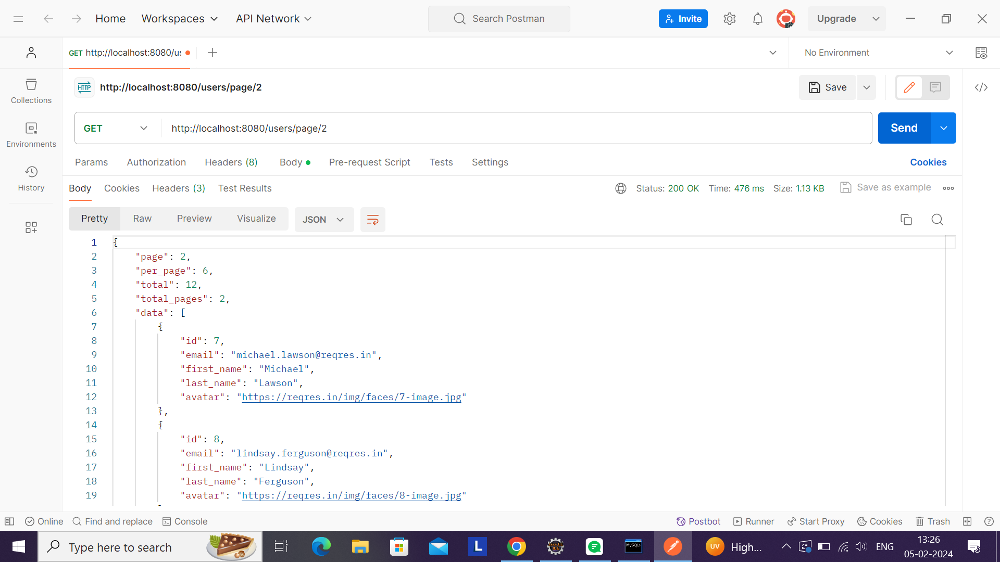 Home Workspaces API Network Search Postman Invite Upgrade
GET http://localhost:8080/us No Environment
HTTP http://localhost:8080/users/page/2 Save
GET http://localhost:8080/users/page/2 Send
Collections
Environments
History
Params Authorization Headers (8) Body Pre-request Script Tests Settings Cookies
Body Cookies Headers (3) Test Results Status: 200 OK Time: 476 ms Size: 1.13 KB Save as example
Pretty Raw Preview Visualize JSON
1 {
2 "page": 2,
3 "per_page": 6,
4 "total": 12,
5 "total_pages": 2,
6 "data": [
7 {
8 "id": 7,
9 "email": "michael.lawson@reqres.in",
10 "first_name": "Michael",
11 "last_name": "Lawson",
12 "avatar": "https://reqres.in/img/faces/7-image.jpg"
13 },
14 {
15 "id": 8,
16 "email": "lindsay.ferguson@reqres.in",
17 "first_name": "Lindsay",
18 "last_name": "Ferguson",
19 "avatar": "https://reqres.in/img/faces/8-image.jpg"
Online Find and replace Console Postbot Runner Start Proxy Cookies Trash
Type here to search L Java EE IDE MySQL UV High... ENG 13:26
05-02-2024